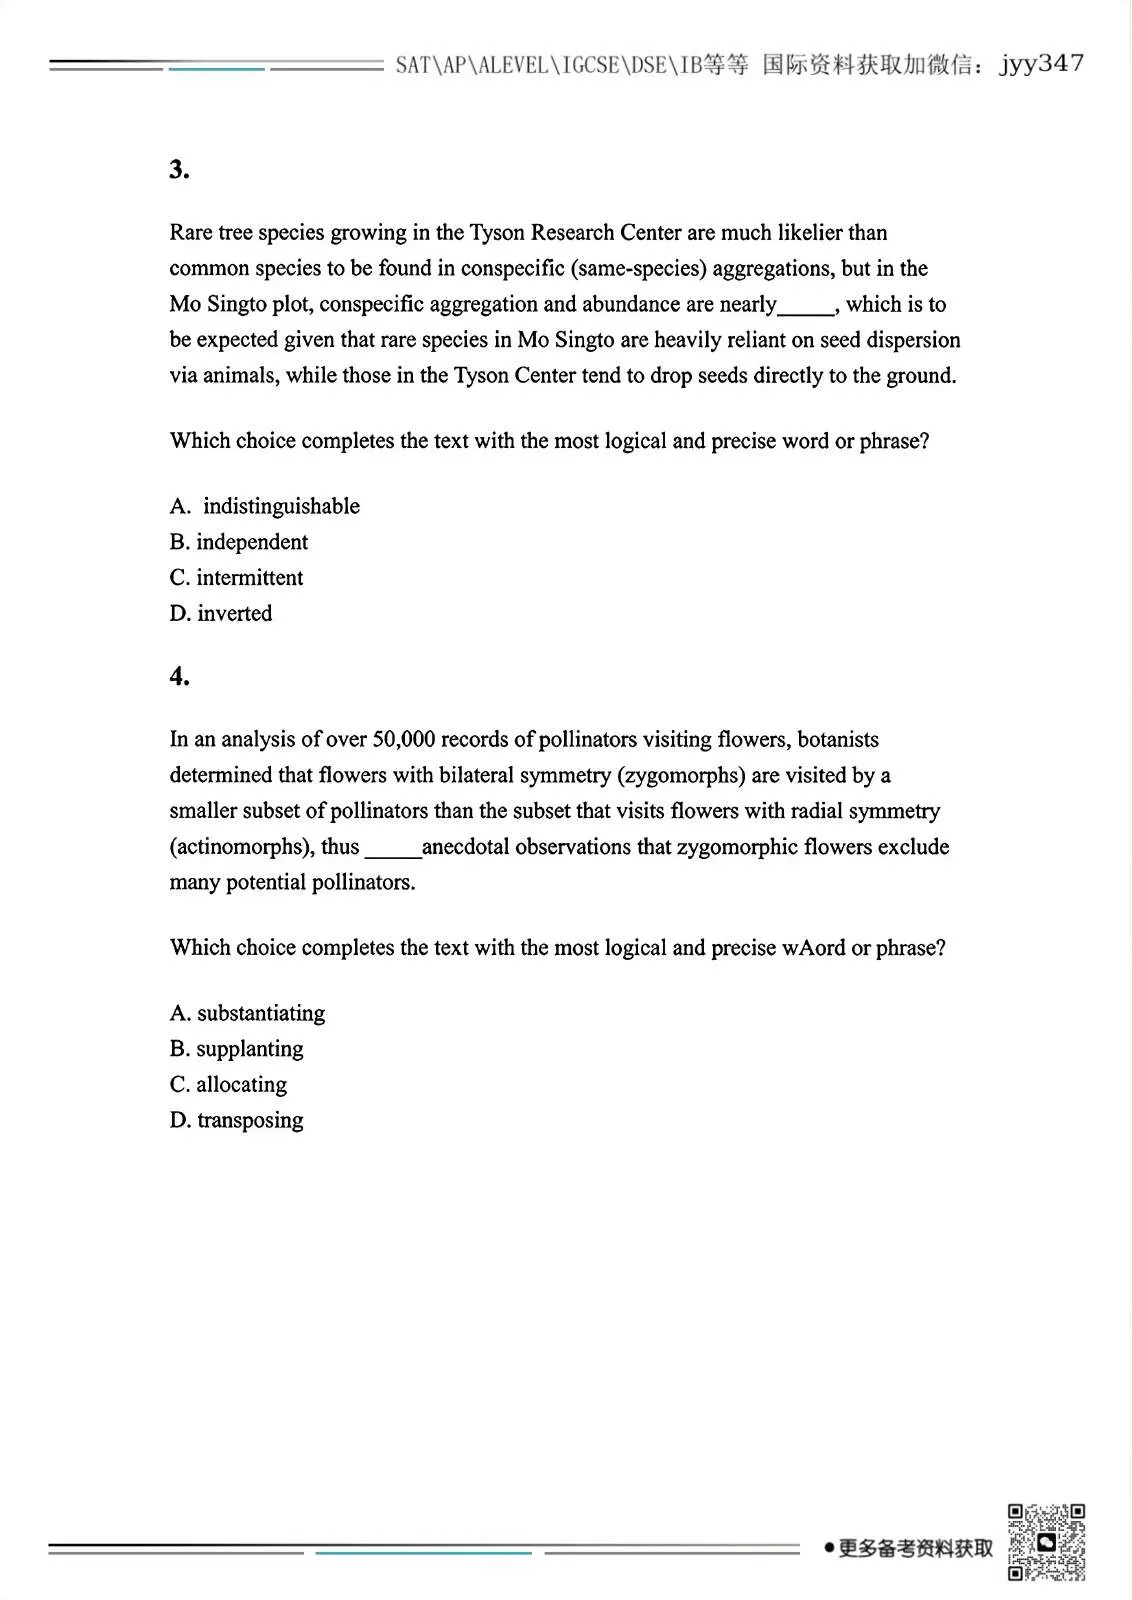 SAT\AP\ALEVEL\IGCSE\DSE\IB等等 国际资料获取加微信: jyy347
3.
Rare tree species growing in the Tyson Research Center are much likelier than
common species to be found in conspecific (same-species) aggregations, but in the
Mo Singto plot, conspecific aggregation and abundance are nearly_____, which is to
be expected given that rare species in Mo Singto are heavily reliant on seed dispersion
via animals, while those in the Tyson Center tend to drop seeds directly to the ground.
Which choice completes the text with the most logical and precise word or phrase?
A. indistinguishable
B. independent
C. intermittent
D. inverted
4.
In an analysis of over 50,000 records of pollinators visiting flowers, botanists
determined that flowers with bilateral symmetry (zygomorphs) are visited by a
smaller subset of pollinators than the subset that visits flowers with radial symmetry
(actinomorphs), thus _____anecdotal observations that zygomorphic flowers exclude
many potential pollinators.
Which choice completes the text with the most logical and precise wAord or phrase?
A. substantiating
B. supplanting
C. allocating
D. transposing
●更多备考资料获取